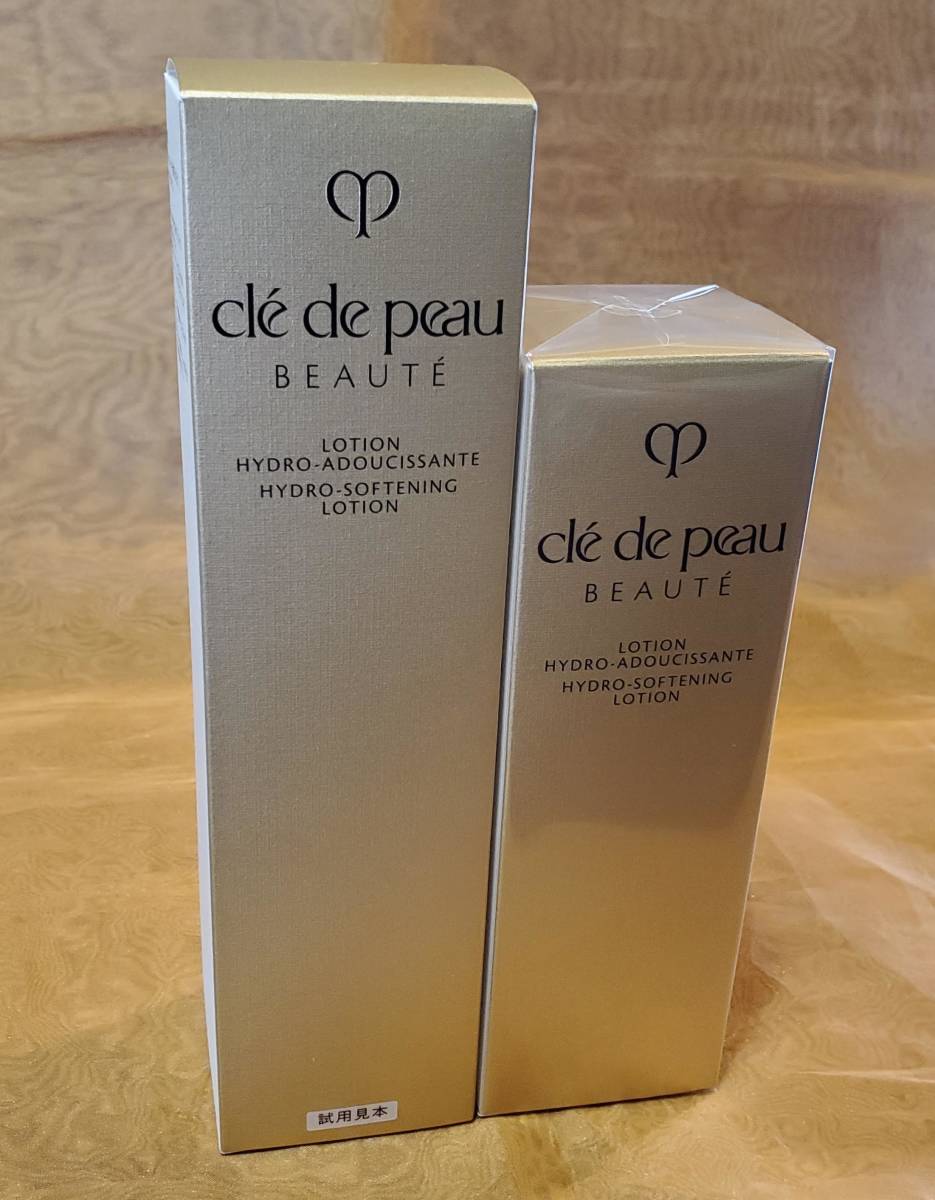 clé de peau
BEAUTÉ
LOTION
HYDRO-ADOUCISSANTE
HYDRO-SOFTENING
LOTION
試用見本
clé de peau
BEAUTÉ
LOTION
HYDRO-ADOUCISSANTE
HYDRO-SOFTENING
LOTION